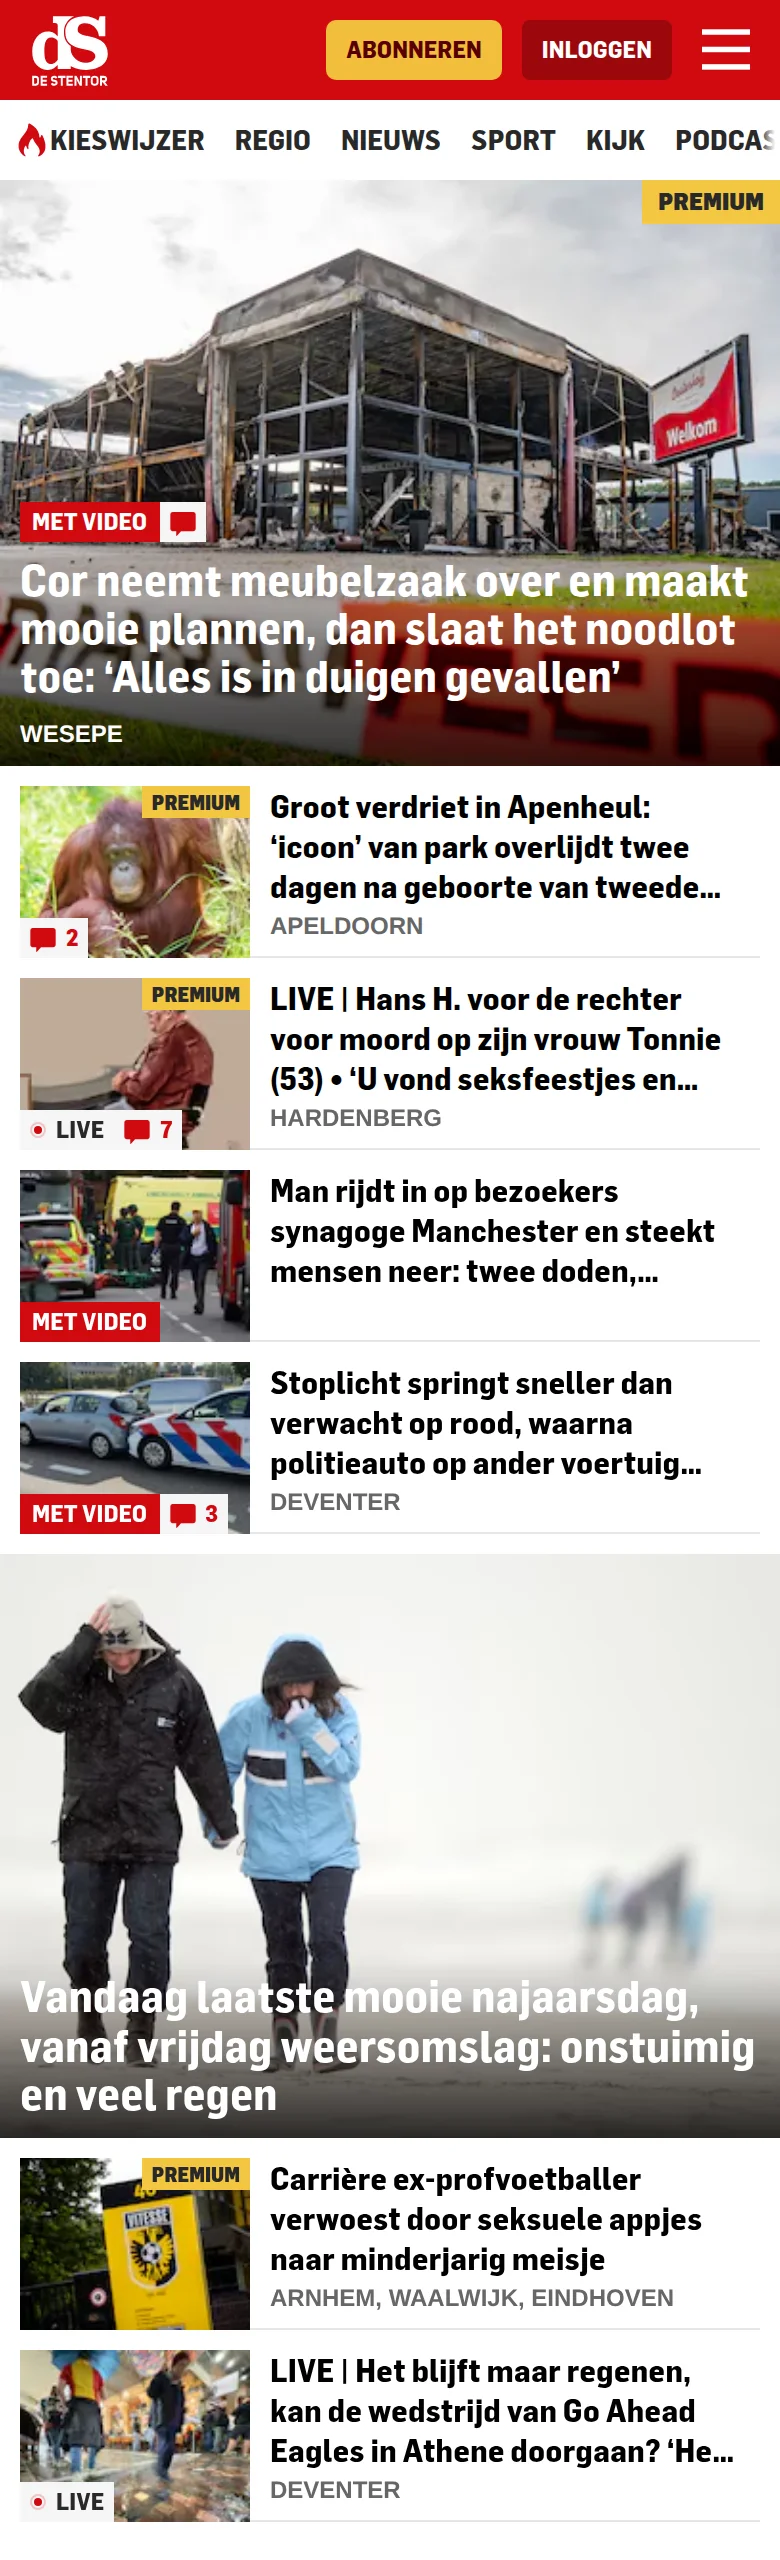 dS
DE STENTOR
ABONNEREN
INLOGGEN
KIESWIJZER
REGIO
NIEUWS
SPORT
KIJK
PODCAS
PREMIUM
Welkom
MET VIDEO
Cor neemt meubelzaak over en maakt
mooie plannen, dan slaat het noodlot
toe: ‘Alles is in duigen gevallen’
WESEPE
PREMIUM
2
Groot verdriet in Apenheul:
‘icoon’ van park overlijdt twee
dagen na geboorte van tweede...
APELDOORN
PREMIUM
LIVE
7
LIVE | Hans H. voor de rechter
voor moord op zijn vrouw Tonnie
(53) • ‘U vond seksfeestjes en...
HARDENBERG
MET VIDEO
Man rijdt in op bezoekers
synagoge Manchester en steekt
mensen neer: twee doden,...
MET VIDEO
3
Stoplicht springt sneller dan
verwacht op rood, waarna
politieauto op ander voertuig...
DEVENTER
Vandaag laatste mooie najaarsdag,
vanaf vrijdag weersomslag: onstuimig
en veel regen
PREMIUM
VITESSE
Carrière ex-profvoetballer
verwoest door seksuele appjes
naar minderjarig meisje
ARNHEM, WAALWIJK, EINDHOVEN
LIVE
LIVE | Het blijft maar regenen,
kan de wedstrijd van Go Ahead
Eagles in Athene doorgaan? ‘He...
DEVENTER